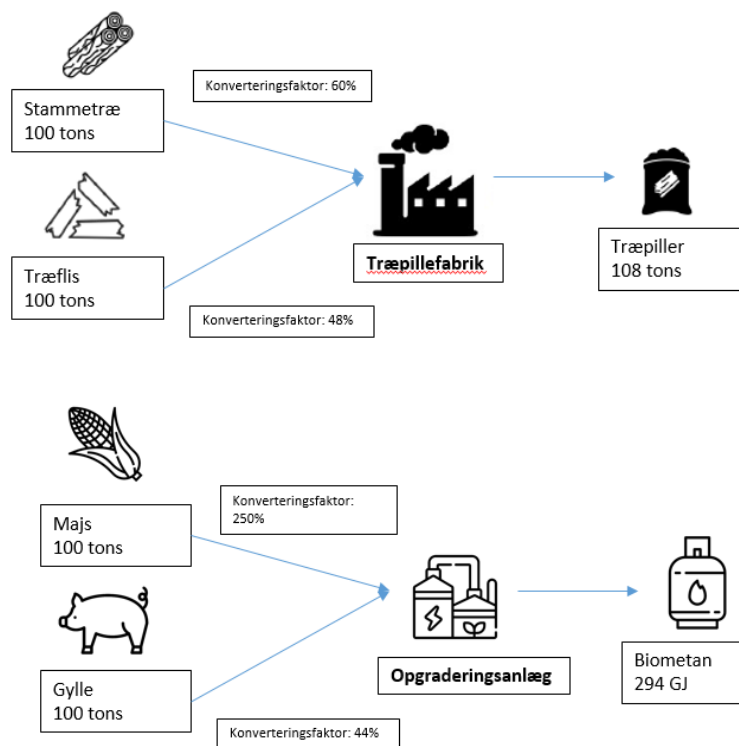 Konverteringsfaktor: 60%
Stammetræ
100 tons
Træpillefabrik
Træpiller
108 tons
Træflis
100 tons
Konverteringsfaktor: 48%
Konverteringsfaktor:
250%
Majs
100 tons
Opgraderingsanlæg
Biometan
294 GJ
Gylle
100 tons
Konverteringsfaktor: 44%